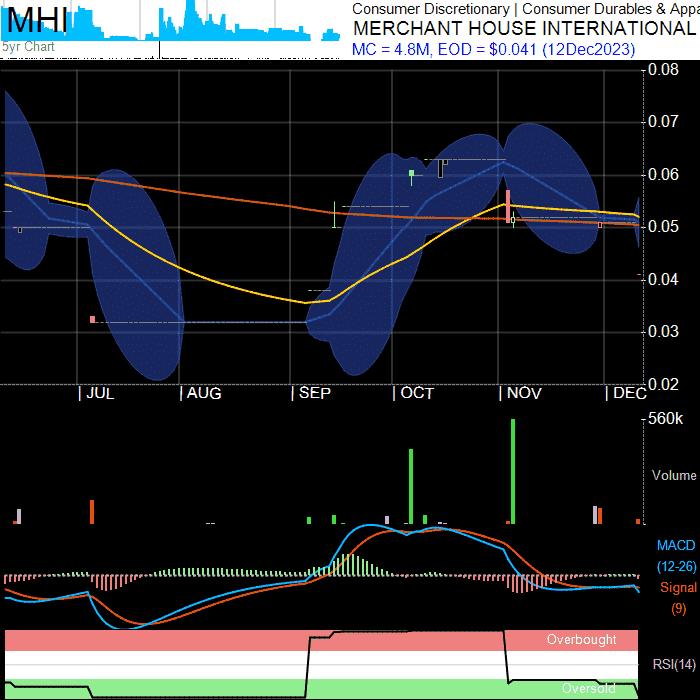 MHI
5yr Chart
Consumer Discretionary | Consumer Durables & Appa
MERCHANT HOUSE INTERNATIONAL
MC = 4.8M, EOD = $0.041 (12Dec2023)
0.08
0.07
0.06
0.05
0.04
0.03
0.02
| JUL | AUG | SEP | OCT | NOV | DEC
560k
Volume
MACD
(12-26)
Signal
(9)
Overbought
RSI(14)
Oversold